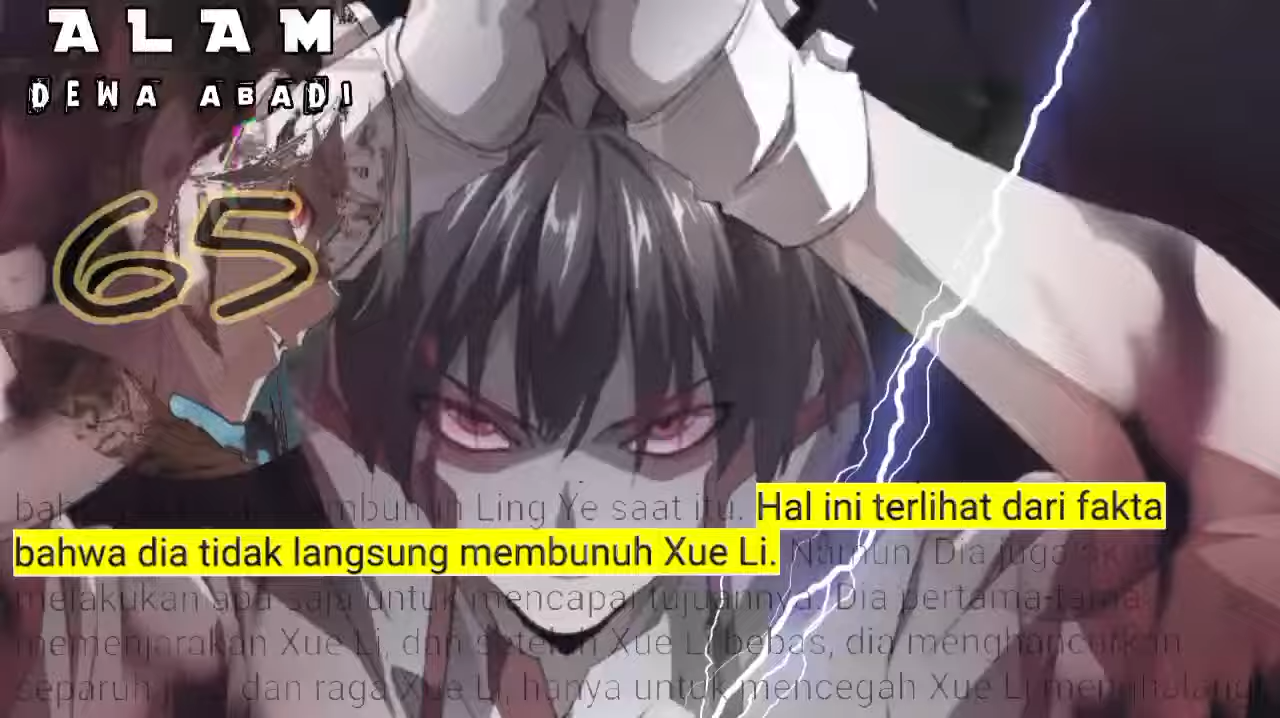 ALAM
DEWA ABADI
65
Ling Ye saat itu. Hal ini terlihat dari fakta
bahwa dia tidak langsung membunuh Xue Li. Namun, Dia juga
melakukan apa saja untuk mencapai tujuannya. Dia pertama-tama
memenjarakan Xue Li, dan setelah Xue Li bebas, dia menghancurkan
separuh dan raga Xue Li, hanya untuk mencegah Xue Li